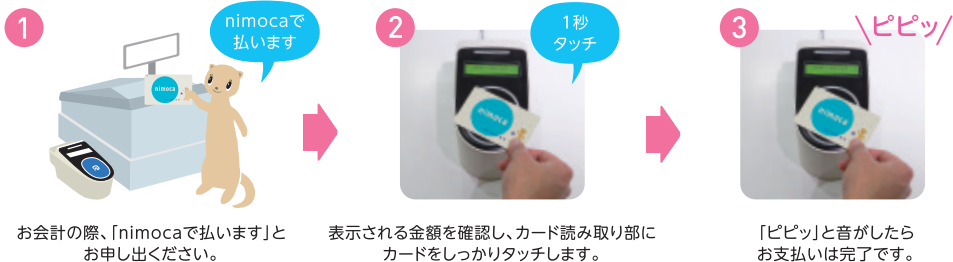 1
nimocaで
払います
nimoca
お会計の際、「nimocaで払います」と
お申し出ください。
2
1秒
タッチ
nimoca
表示される金額を確認し、カード読み取り部に
カードをしっかりタッチします。
3
ピピッ
nimoca
「ピピッ」と音がしたら
お支払いは完了です。